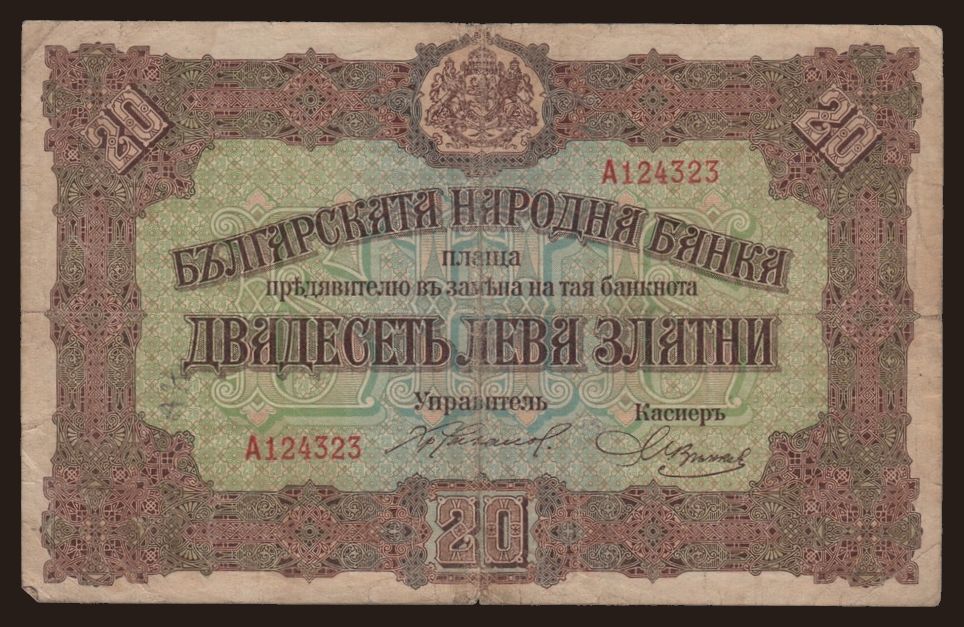 20 20
А124323
БЪЛГАРСКАТА НАРОДНА БАНКА
плаща
прѣдявителю въ замѣна на тая банкнота
ДВАДЕСЕТЬ ЛЕВА ЗЛАТНИ
Управитель Касиеръ
А124323
20